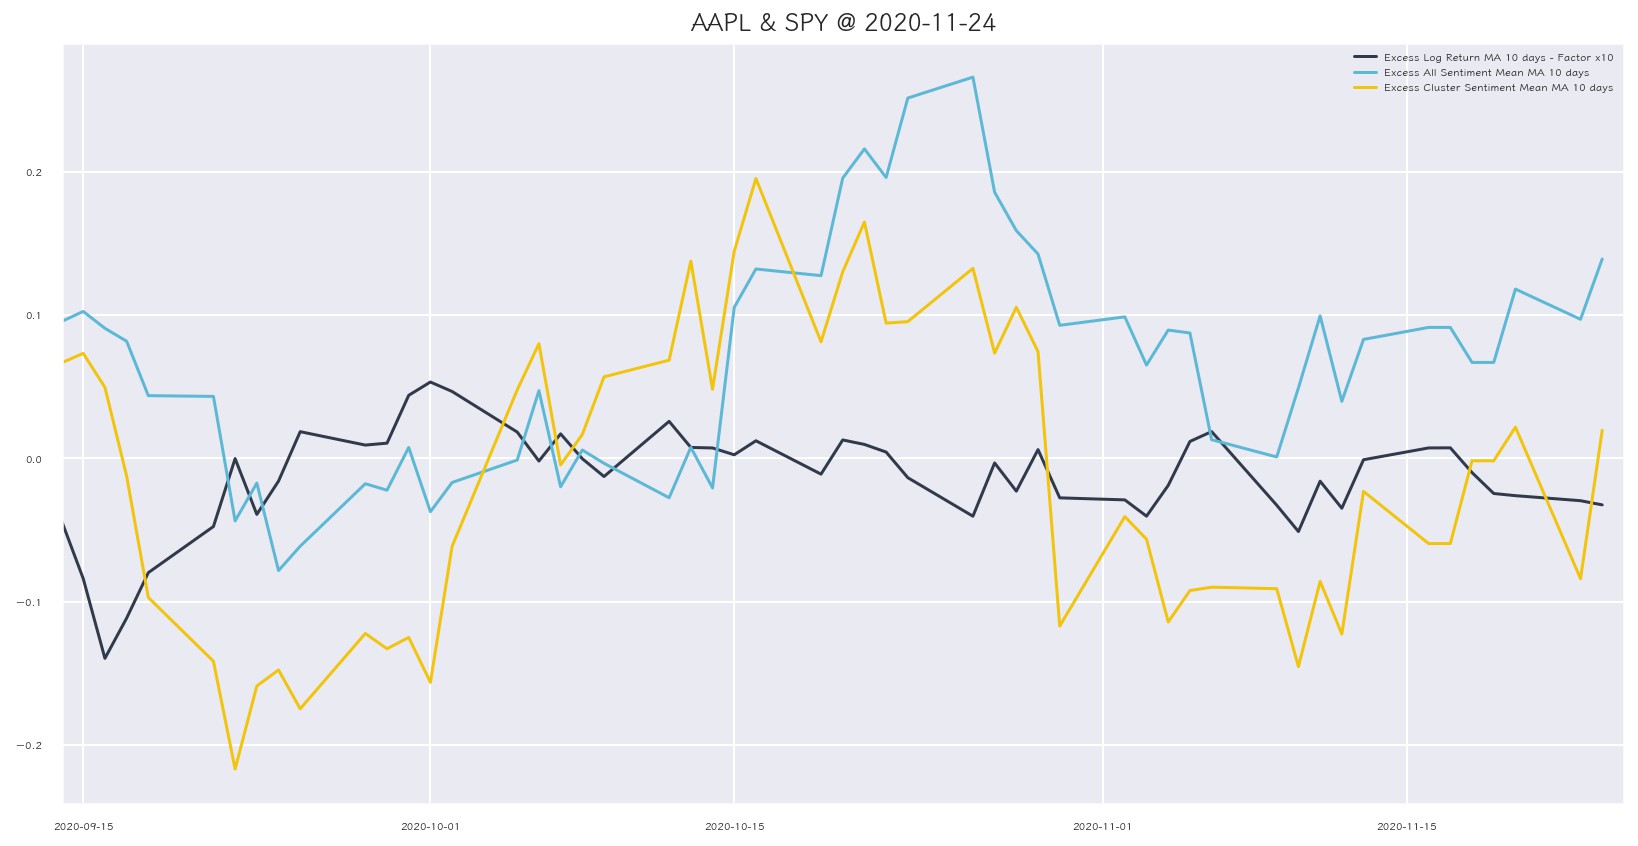 AAPL & SPY @ 2020-11-24
Excess Log Return MA 10 days - Factor x10
Excess All Sentiment Mean MA 10 days
Excess Cluster Sentiment Mean MA 10 days
0.2
0.1
0.0
−0.1
−0.2
2020-09-15
2020-10-01
2020-10-15
2020-11-01
2020-11-15